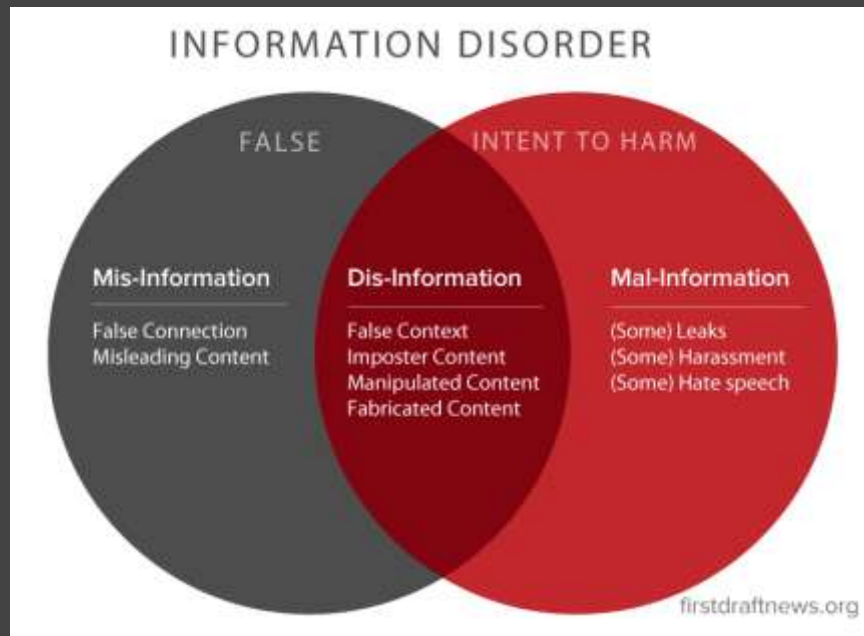 INFORMATION DISORDER
FALSE
INTENT TO HARM
Mis-Information
False Connection
Misleading Content
Dis-Information
False Context
Imposter Content
Manipulated Content
Fabricated Content
Mal-Information
(Some) Leaks
(Some) Harassment
(Some) Hate speech
firstdraftnews.org